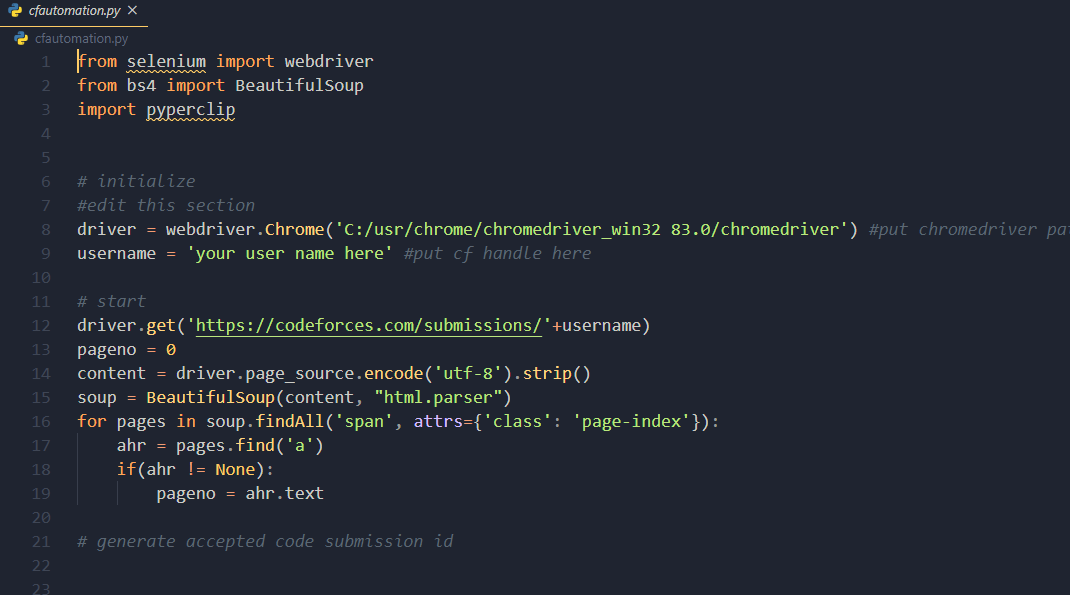 cfautomation.py
cfautomation.py
1 from selenium import webdriver
2 from bs4 import BeautifulSoup
3 import pyperclip
4
5
6 # initialize
7 #edit this section
8 driver = webdriver.Chrome('C:/usr/chrome/chromedriver_win32 83.0/chromedriver') #put chromedriver pa
9 username = 'your user name here' #put cf handle here
10
11 # start
12 driver.get('https://codeforces.com/submissions/'+username)
13 pageno = 0
14 content = driver.page_source.encode('utf-8').strip()
15 soup = BeautifulSoup(content, "html.parser")
16 for pages in soup.findAll('span', attrs={'class': 'page-index'}):
17     ahr = pages.find('a')
18     if(ahr != None):
19         pageno = ahr.text
20
21 # generate accepted code submission id
22
23